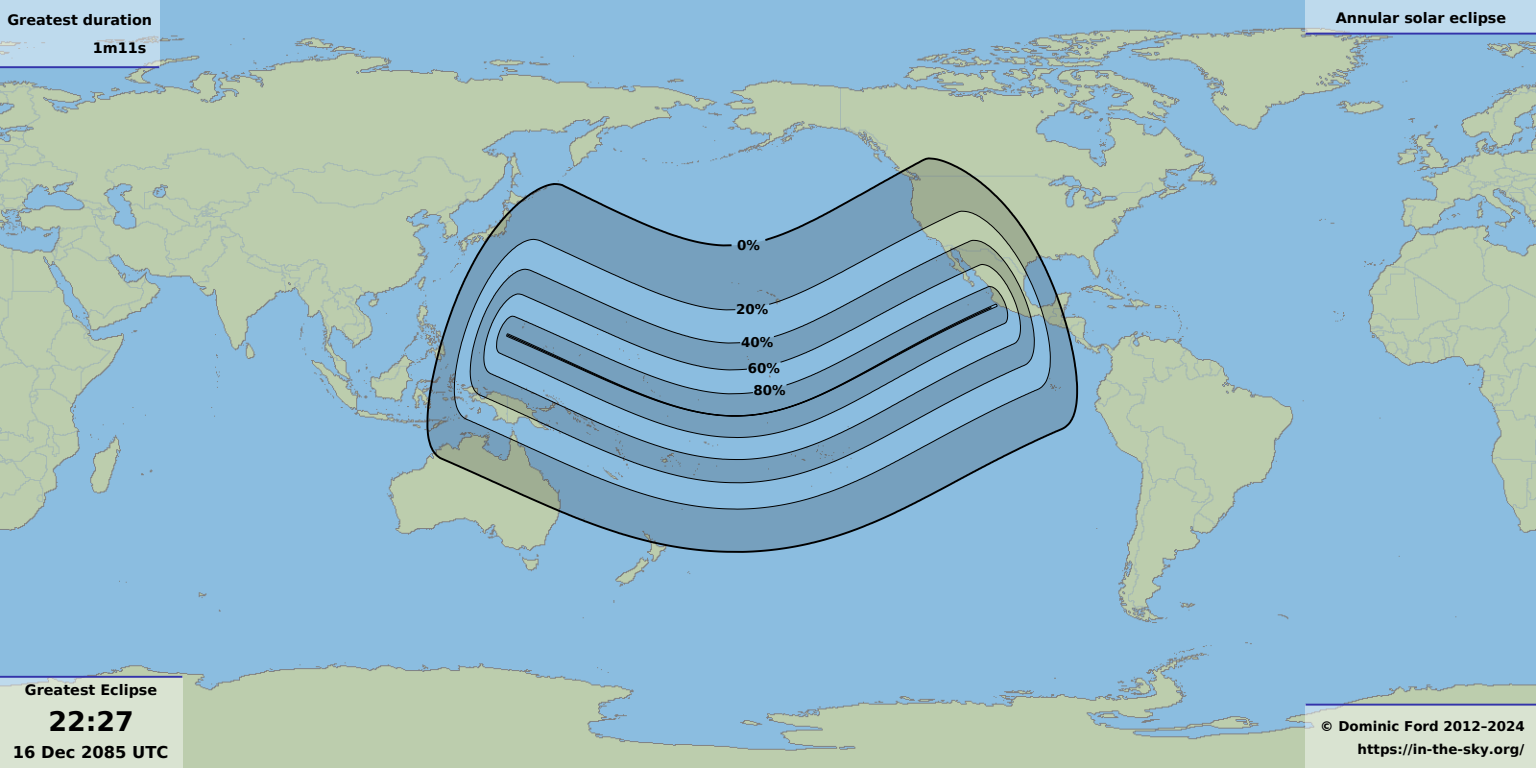 Greatest duration
1m11s
Annular solar eclipse
0%
20%
40%
60%
80%
Greatest Eclipse
22:27
16 Dec 2085 UTC
© Dominic Ford 2012–2024
https://in-the-sky.org/